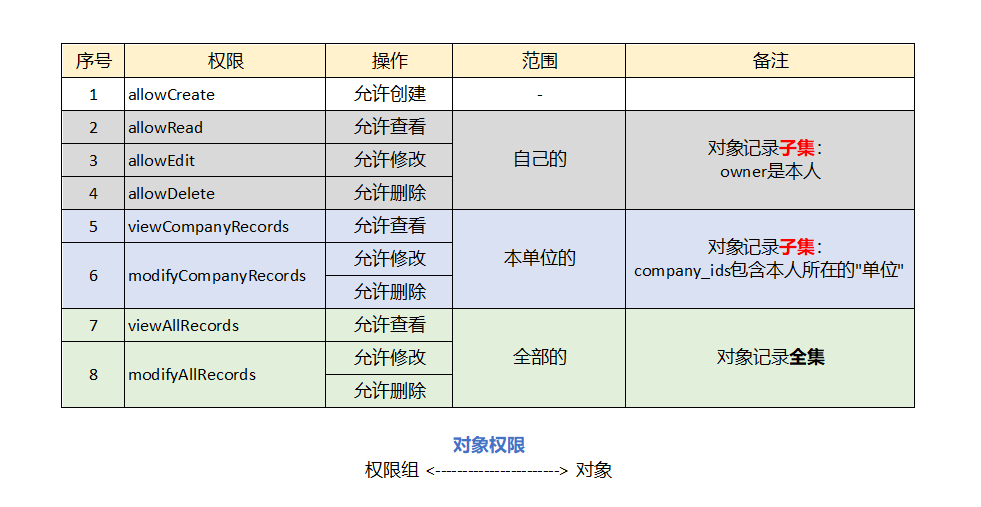 序号 权限 操作 范围 备注
1 allowCreate 允许创建 -
2 allowRead 允许查看
3 allowEdit 允许修改
4 allowDelete 允许删除
自己的
对象记录子集：
owner是本人
5 viewCompanyRecords 允许查看
6 modifyCompanyRecords 允许修改
允许删除
本单位的
对象记录子集：
company_ids包含本人所在的"单位"
7 viewAllRecords 允许查看
8 modifyAllRecords 允许修改
允许删除
全部的
对象记录全集
对象权限
权限组 <-----------------------> 对象